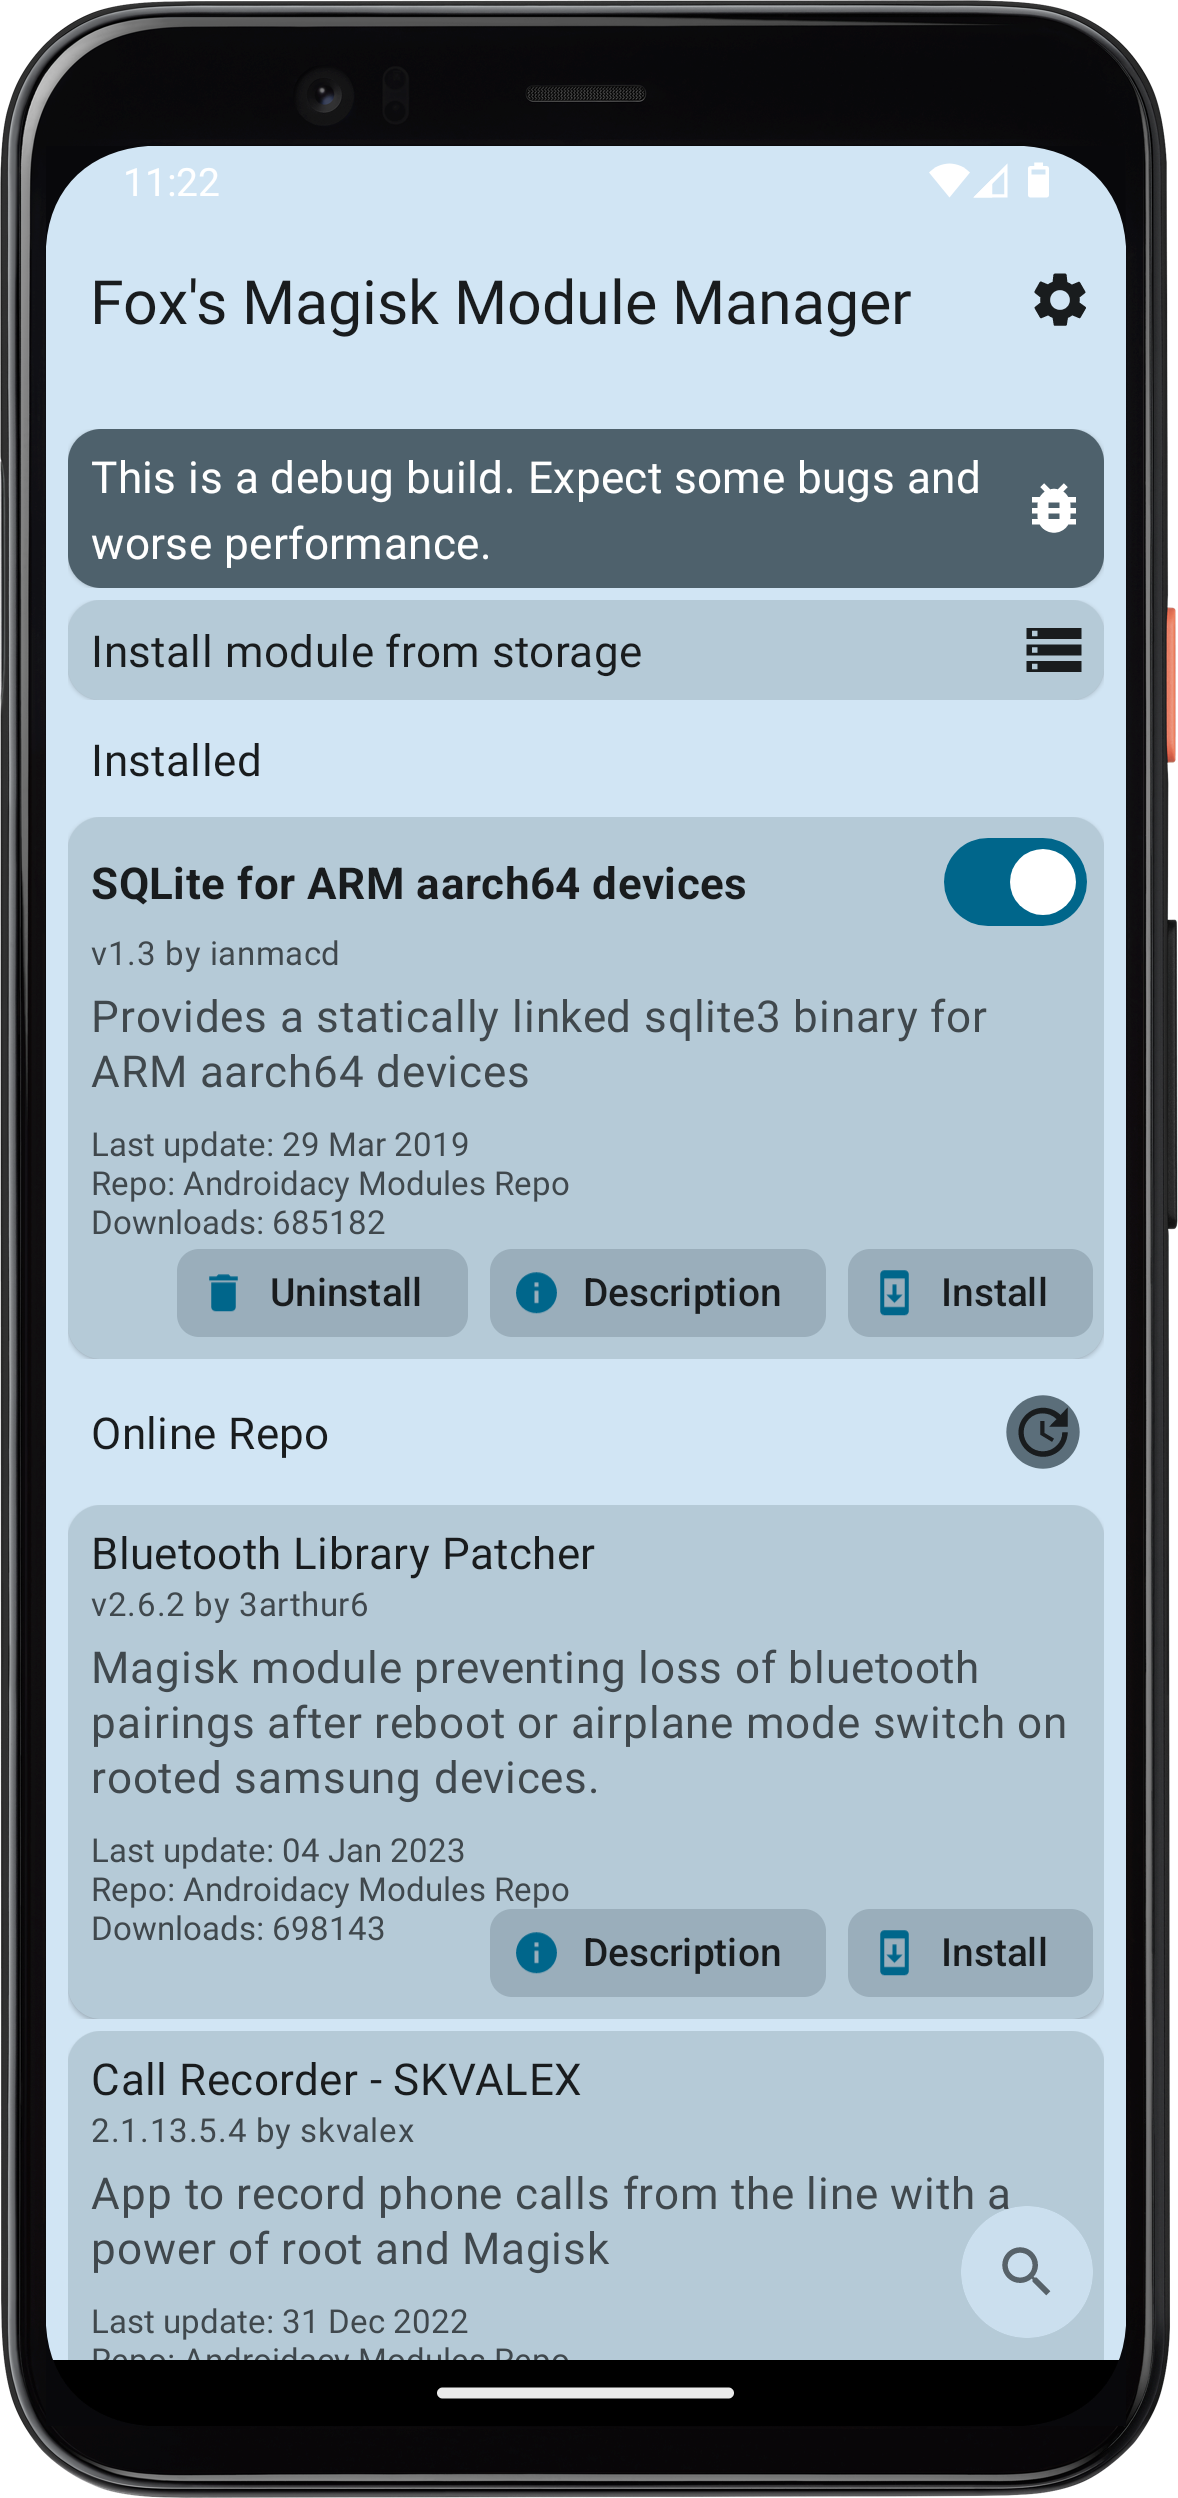 11:22
Fox's Magisk Module Manager
This is a debug build. Expect some bugs and
worse performance.
Install module from storage
Installed
SQLite for ARM aarch64 devices
v1.3 by ianmacd
Provides a statically linked sqlite3 binary for
ARM aarch64 devices
Last update: 29 Mar 2019
Repo: Androidacy Modules Repo
Downloads: 685182
Uninstall Description Install
Online Repo
Bluetooth Library Patcher
v2.6.2 by 3arthur6
Magisk module preventing loss of bluetooth
pairings after reboot or airplane mode switch on
rooted samsung devices.
Last update: 04 Jan 2023
Repo: Androidacy Modules Repo
Downloads: 698143
Description Install
Call Recorder - SKVALEX
2.1.13.5.4 by skvalex
App to record phone calls from the line with a
power of root and Magisk
Last update: 31 Dec 2022
Repo: Androidacy Modules Repo